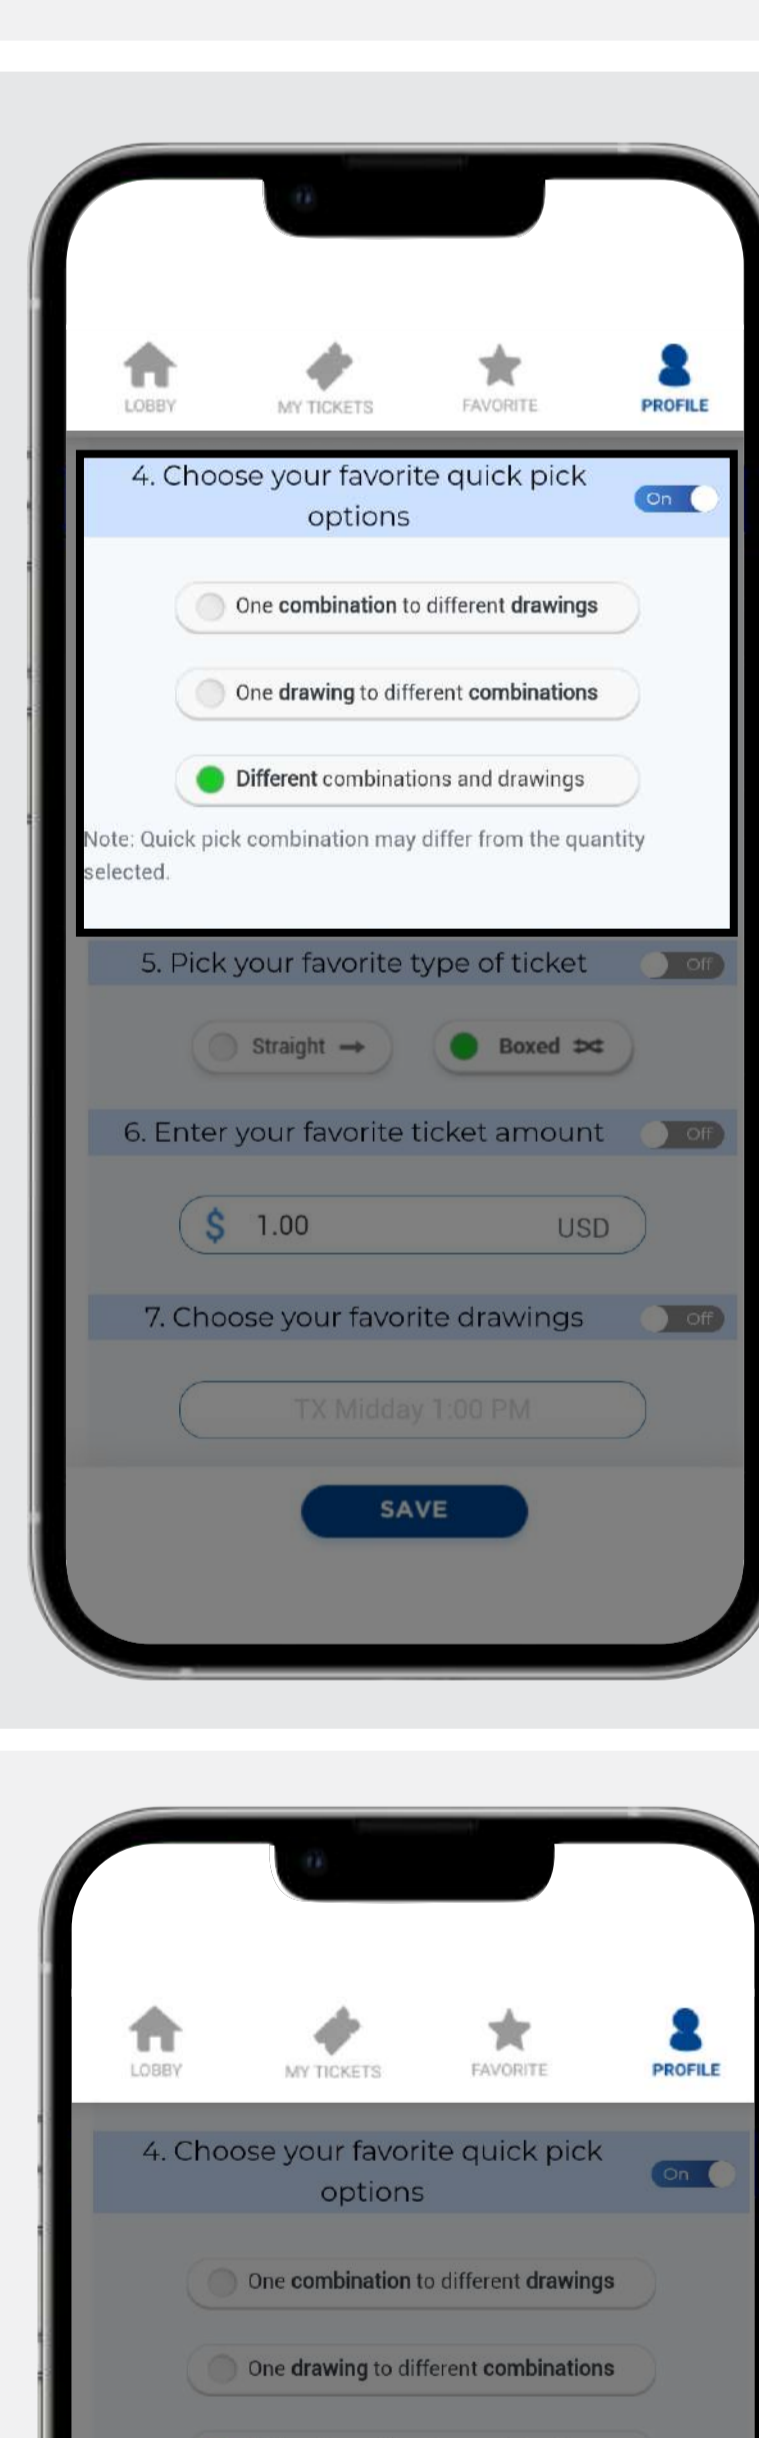 LOBBY MY TICKETS FAVORITE PROFILE
4. Choose your favorite quick pick
options
On
One combination to different drawings
One drawing to different combinations
Different combinations and drawings
Note: Quick pick combination may differ from the quantity
selected.
5. Pick your favorite type of ticket Off
Straight Boxed
6. Enter your favorite ticket amount Off
$ 1.00 USD
7. Choose your favorite drawings Off
TX Midday 1:00 PM
SAVE
LOBBY MY TICKETS FAVORITE PROFILE
4. Choose your favorite quick pick
options
On
One combination to different drawings
One drawing to different combinations